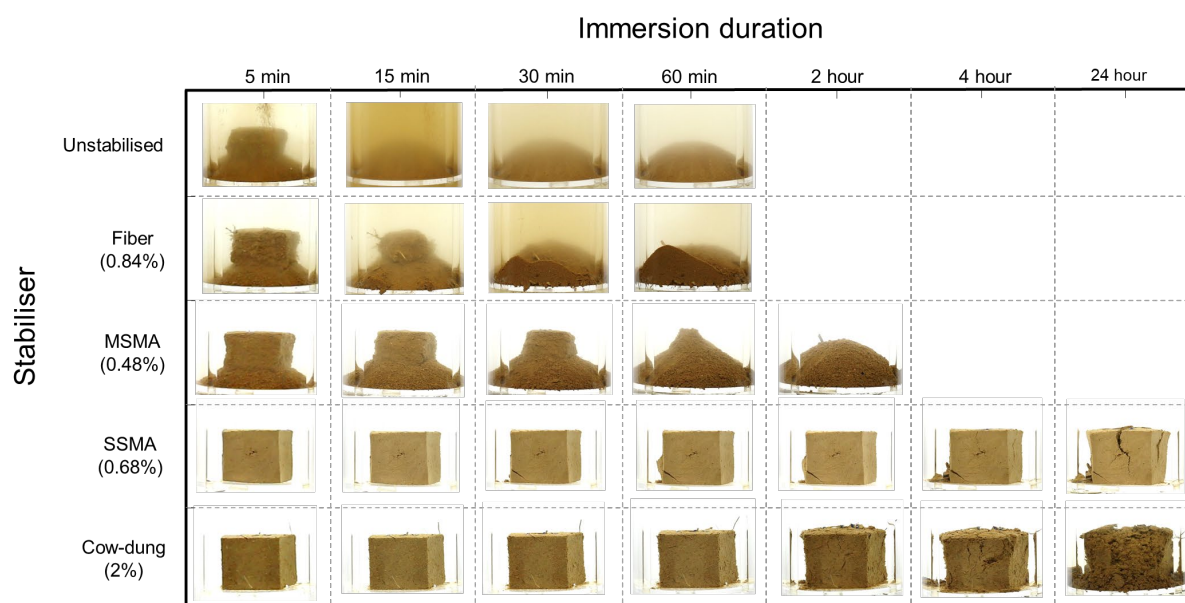 Immersion duration
5 min 15 min 30 min 60 min 2 hour 4 hour 24 hour
Stabiliser
Unstabilised
Fiber
(0.84%)
MSMA
(0.48%)
SSMA
(0.68%)
Cow-dung
(2%)